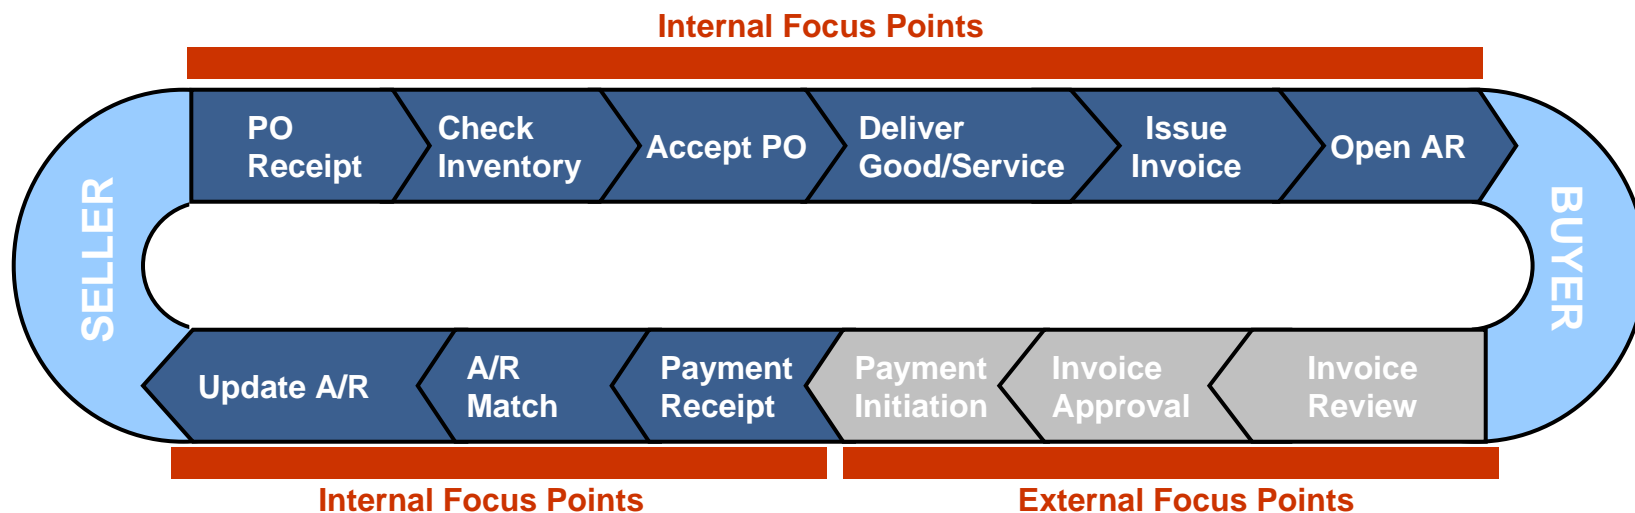 Internal Focus Points
PO
Receipt
Check
Inventory
Accept PO
Deliver
Good/Service
Issue
Invoice
Open AR
SELLER
BUYER
Update A/R
A/R
Match
Payment
Receipt
Payment
Initiation
Invoice
Approval
Invoice
Review
Internal Focus Points
External Focus Points